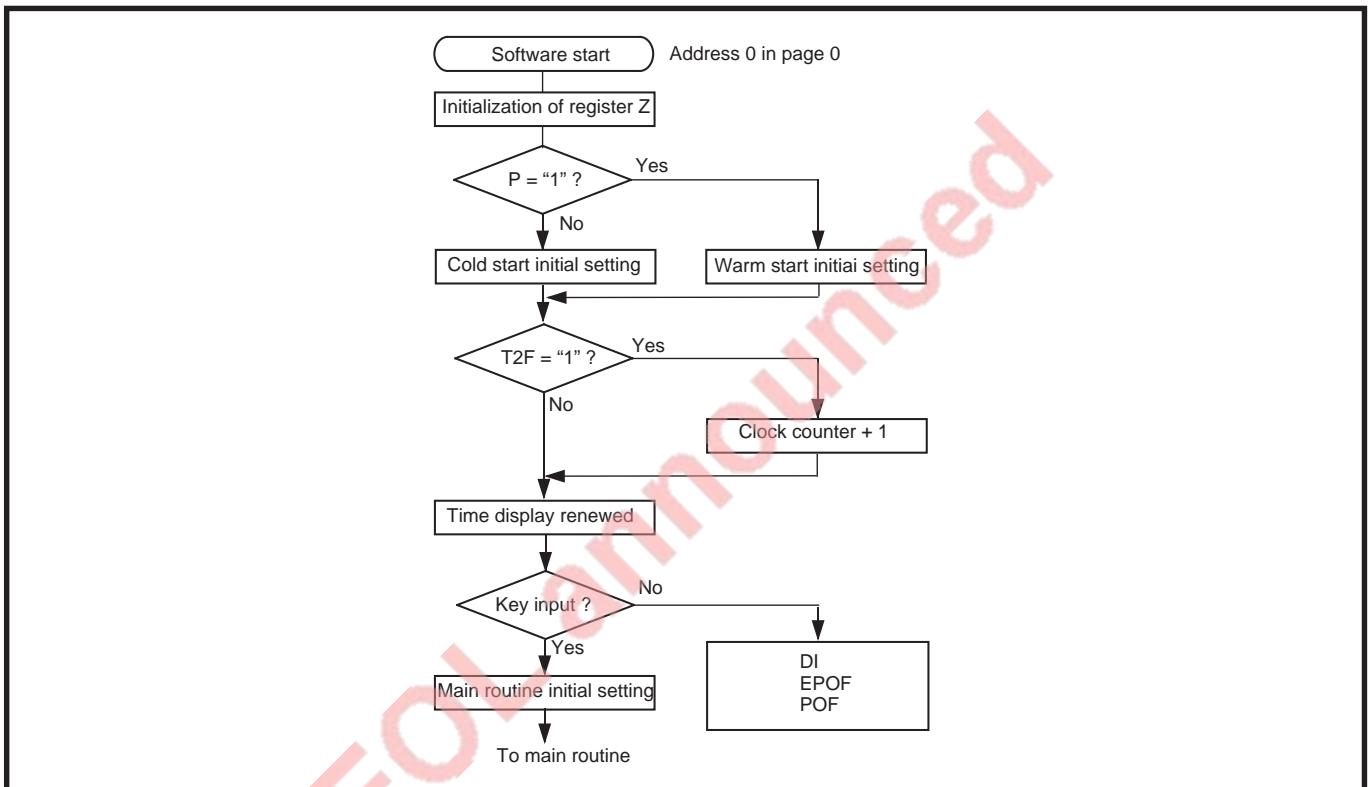 Software start
Address 0 in page 0
Initialization of register Z
P = “1” ?
Yes
No
Cold start initial setting
Warm start initiai setting
T2F = “1” ?
Yes
No
Clock counter + 1
Time display renewed
Key input ?
No
Yes
DI
EPOF
POF
Main routine initial setting
To main routine
EOL announced